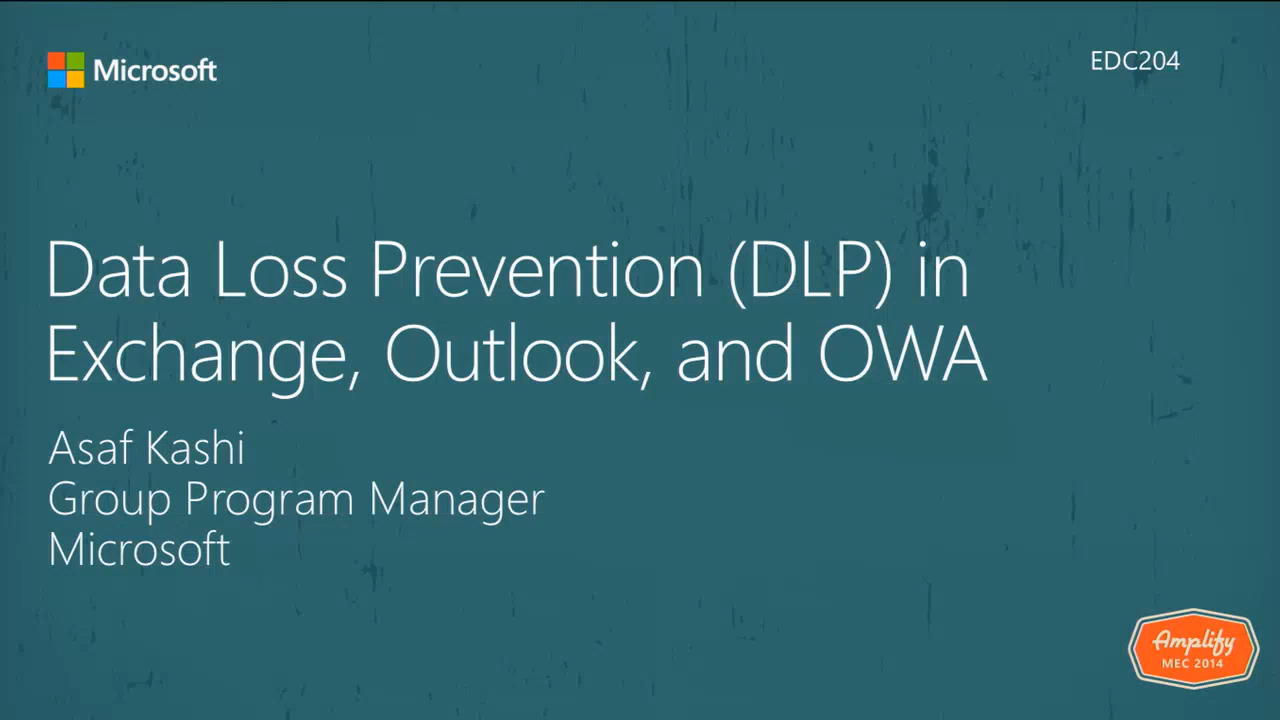 Microsoft
EDC204
Data Loss Prevention (DLP) in
Exchange, Outlook, and OWA
Asaf Kashi
Group Program Manager
Microsoft
Amplify
MEC 2014